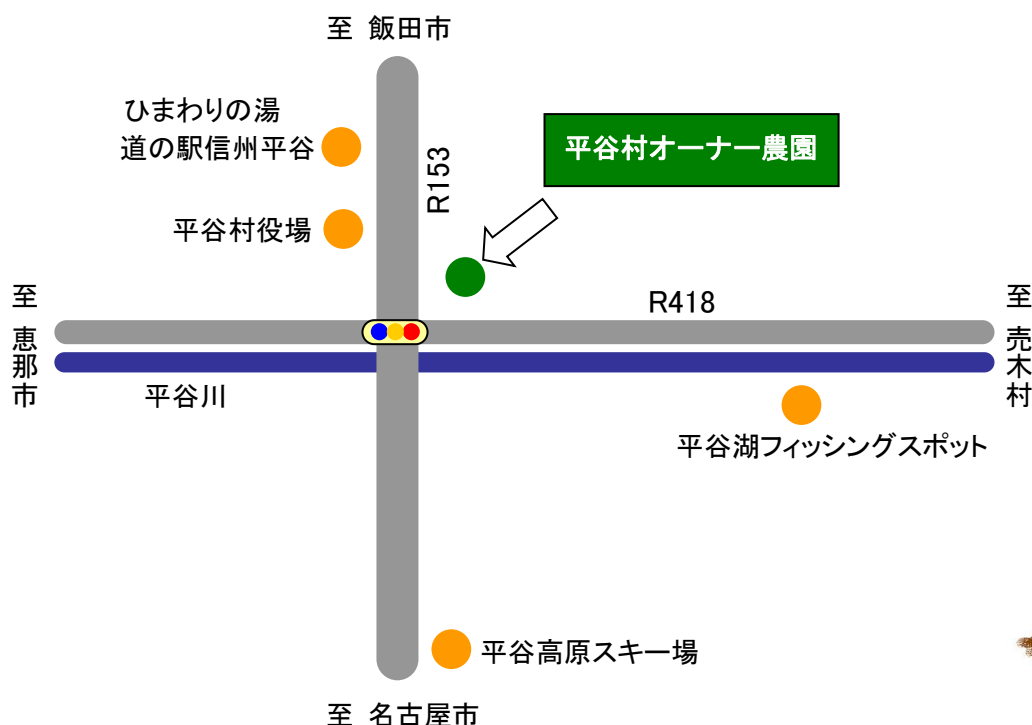 至 飯田市
ひまわりの湯
道の駅信州平谷
平谷村オーナー農園
R153
平谷村役場
至 恵那市
R418
至 売木村
平谷川
平谷湖フィッシングスポット
平谷高原スキー場
至 名古屋市